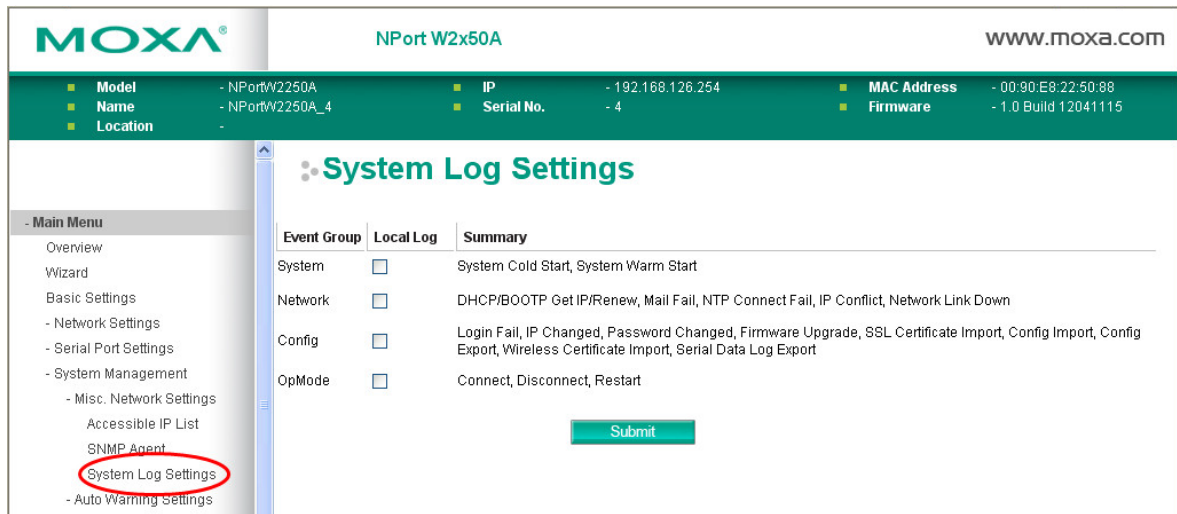 MOXA®
NPort W2x50A
www.moxa.com
Model - NPortW2250A
IP - 192.168.126.254
MAC Address - 00:90:E8:22:50:88
Name - NPortW2250A_4
Serial No. - 4
Firmware - 1.0 Build 12041115
Location -
- Main Menu
Overview
Wizard
Basic Settings
- Network Settings
- Serial Port Settings
- System Management
- Misc. Network Settings
Accessible IP List
SNMP Agent
System Log Settings
- Auto Warning Settings
System Log Settings
Event Group Local Log Summary
System System Cold Start, System Warm Start
Network DHCP/BOOTP Get IP/Renew, Mail Fail, NTP Connect Fail, IP Conflict, Network Link Down
Config Login Fail, IP Changed, Password Changed, Firmware Upgrade, SSL Certificate Import, Config Import, Config
Export, Wireless Certificate Import, Serial Data Log Export
OpMode Connect, Disconnect, Restart
Submit